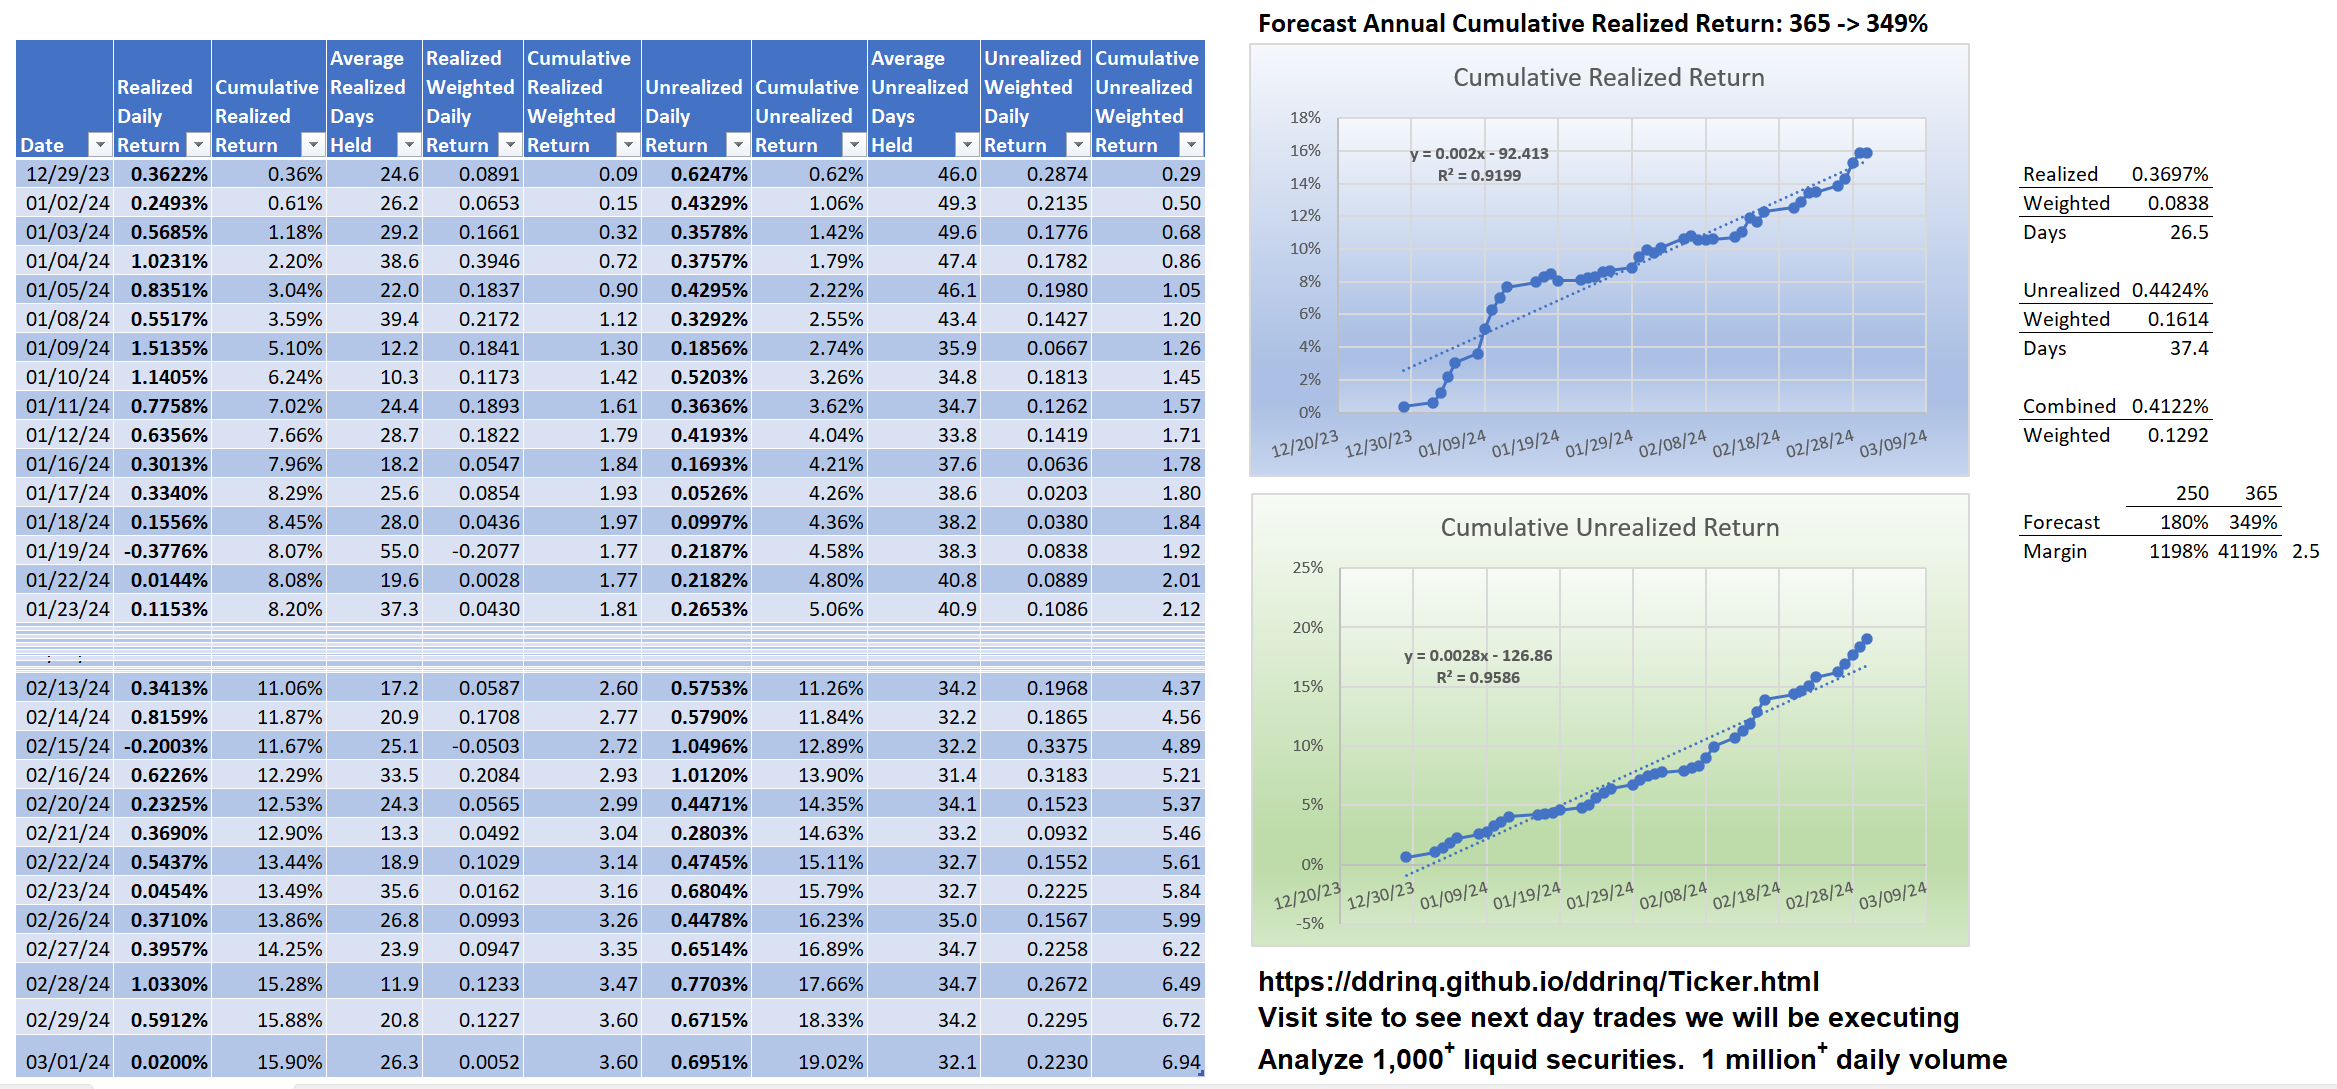 Forecast Annual Cumulative Realized Return: 365 -> 349%
Date Realized Daily Return Cumulative Realized Return Average Realized Days Held Realized Weighted Daily Return Cumulative Realized Weighted Return Unrealized Daily Return Cumulative Unrealized Return Average Unrealized Days Held Unrealized Weighted Daily Return Cumulative Unrealized Weighted Return
12/29/23 0.3622% 0.36% 24.6 0.0891 0.09 0.6247% 0.62% 46.0 0.2874 0.29
01/02/24 0.2493% 0.61% 26.2 0.0653 0.15 0.4329% 1.06% 49.3 0.2135 0.50
01/03/24 0.5685% 1.18% 29.2 0.1661 0.32 0.3578% 1.42% 49.6 0.1776 0.68
01/04/24 1.0231% 2.20% 38.6 0.3946 0.72 0.3757% 1.79% 47.4 0.1782 0.86
01/05/24 0.8351% 3.04% 22.0 0.1837 0.90 0.4295% 2.22% 46.1 0.1980 1.05
01/08/24 0.5517% 3.59% 39.4 0.2172 1.12 0.3292% 2.55% 43.4 0.1427 1.20
01/09/24 1.5135% 5.10% 12.2 0.1841 1.30 0.1856% 2.74% 35.9 0.0667 1.26
01/10/24 1.1405% 6.24% 10.3 0.1173 1.42 0.5203% 3.26% 34.8 0.1813 1.45
01/11/24 0.7758% 7.02% 24.4 0.1893 1.61 0.3636% 3.62% 34.7 0.1262 1.57
01/12/24 0.6356% 7.66% 28.7 0.1822 1.79 0.4193% 4.04% 33.8 0.1419 1.71
01/16/24 0.3013% 7.96% 18.2 0.0547 1.84 0.1693% 4.21% 37.6 0.0636 1.78
01/17/24 0.3340% 8.29% 25.6 0.0854 1.93 0.0526% 4.26% 38.6 0.0203 1.80
01/18/24 0.1556% 8.45% 28.0 0.0436 1.97 0.0997% 4.36% 38.2 0.0380 1.84
01/19/24 -0.3776% 8.07% 55.0 -0.2077 1.77 0.2187% 4.58% 38.3 0.0838 1.92
01/22/24 0.0144% 8.08% 19.6 0.0028 1.77 0.2182% 4.80% 40.8 0.0889 2.01
01/23/24 0.1153% 8.20% 37.3 0.0430 1.81 0.2653% 5.06% 40.9 0.1086 2.12
02/13/24 0.3413% 11.06% 17.2 0.0587 2.60 0.5753% 11.26% 34.2 0.1968 4.37
02/14/24 0.8159% 11.87% 20.9 0.1708 2.77 0.5790% 11.84% 32.2 0.1865 4.56
02/15/24 -0.2003% 11.67% 25.1 -0.0503 2.72 1.0496% 12.89% 32.2 0.3375 4.89
02/16/24 0.6226% 12.29% 33.5 0.2084 2.93 1.0120% 13.90% 31.4 0.3183 5.21
02/20/24 0.2325% 12.53% 24.3 0.0565 2.99 0.4471% 14.35% 34.1 0.1523 5.37
02/21/24 0.3690% 12.90% 13.3 0.0492 3.04 0.2803% 14.63% 33.2 0.0932 5.46
02/22/24 0.5437% 13.44% 18.9 0.1029 3.14 0.4745% 15.11% 32.7 0.1552 5.61
02/23/24 0.0454% 13.49% 35.6 0.0162 3.16 0.6804% 15.79% 32.7 0.2225 5.84
02/26/24 0.3710% 13.86% 26.8 0.0993 3.26 0.4478% 16.23% 35.0 0.1567 5.99
02/27/24 0.3957% 14.25% 23.9 0.0947 3.35 0.6514% 16.89% 34.7 0.2258 6.22
02/28/24 1.0330% 15.28% 11.9 0.1233 3.47 0.7703% 17.66% 34.7 0.2672 6.49
02/29/24 0.5912% 15.88% 20.8 0.1227 3.60 0.6715% 18.33% 34.2 0.2295 6.72
03/01/24 0.0200% 15.90% 26.3 0.0052 3.60 0.6951% 19.02% 32.1 0.2230 6.94
Cumulative Realized Return
18%
16%
14%
12%
10%
8%
6%
4%
2%
0%
y = 0.002x - 92.413
R² = 0.9199
12/20/23 12/30/23 01/09/24 01/19/24 01/29/24 02/08/24 02/18/24 02/28/24 03/09/24
Cumulative Unrealized Return
25%
20%
15%
10%
5%
0%
-5%
y = 0.0028x - 126.86
R² = 0.9586
12/20/23 12/30/23 01/09/24 01/19/24 01/29/24 02/08/24 02/18/24 02/28/24 03/09/24
Realized 0.3697%
Weighted 0.0838
Days 26.5
Unrealized 0.4424%
Weighted 0.1614
Days 37.4
Combined 0.4122%
Weighted 0.1292
250 365
Forecast 180% 349%
Margin 1198% 4119% 2.5
https://ddrinq.github.io/ddrinq/Ticker.html
Visit site to see next day trades we will be executing
Analyze 1,000+ liquid securities. 1 million+ daily volume